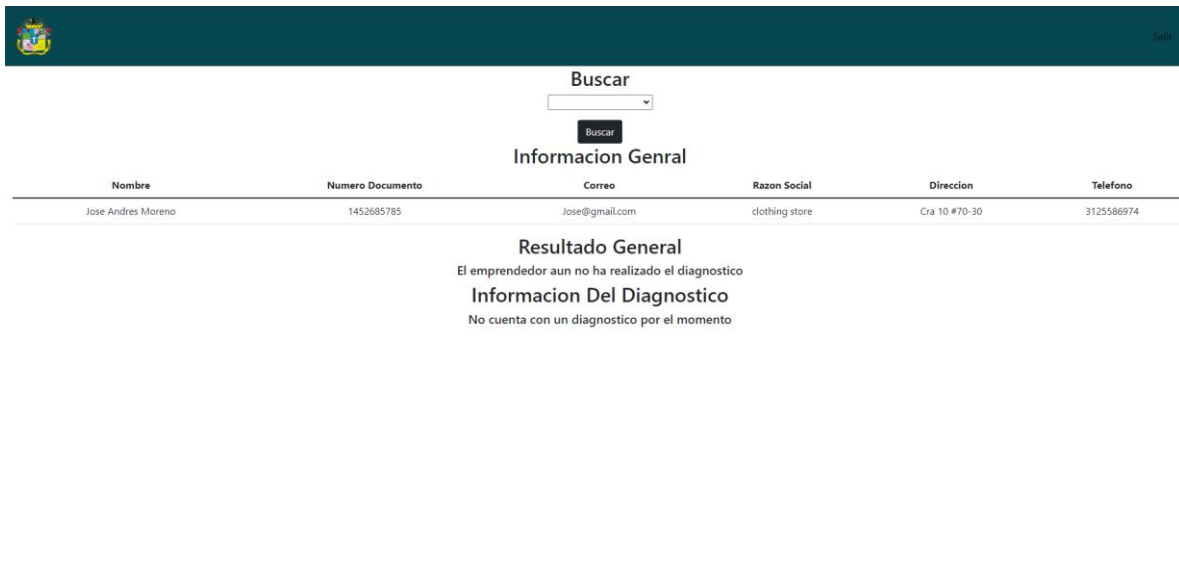 Salir
Buscar
Buscar
Informacion Genral
Nombre Numero Documento Correo Razon Social Direccion Telefono
Jose Andres Moreno 1452685785 Jose@gmail.com clothing store Cra 10 #70-30 3125586974
Resultado General
El emprendedor aun no ha realizado el diagnostico
Informacion Del Diagnostico
No cuenta con un diagnostico por el momento